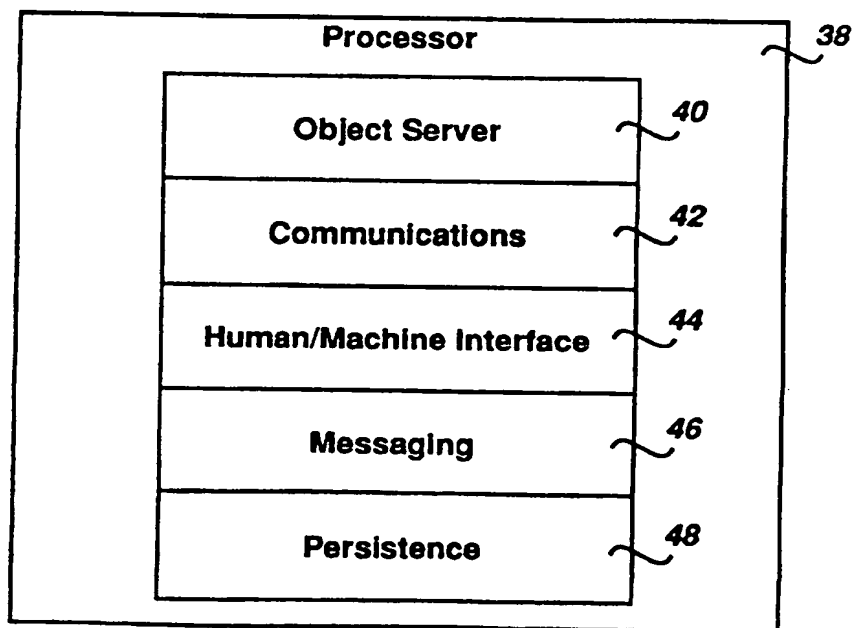 Processor 38
Object Server 40
Communications 42
Human/Machine Interface 44
Messaging 46
Persistence 48